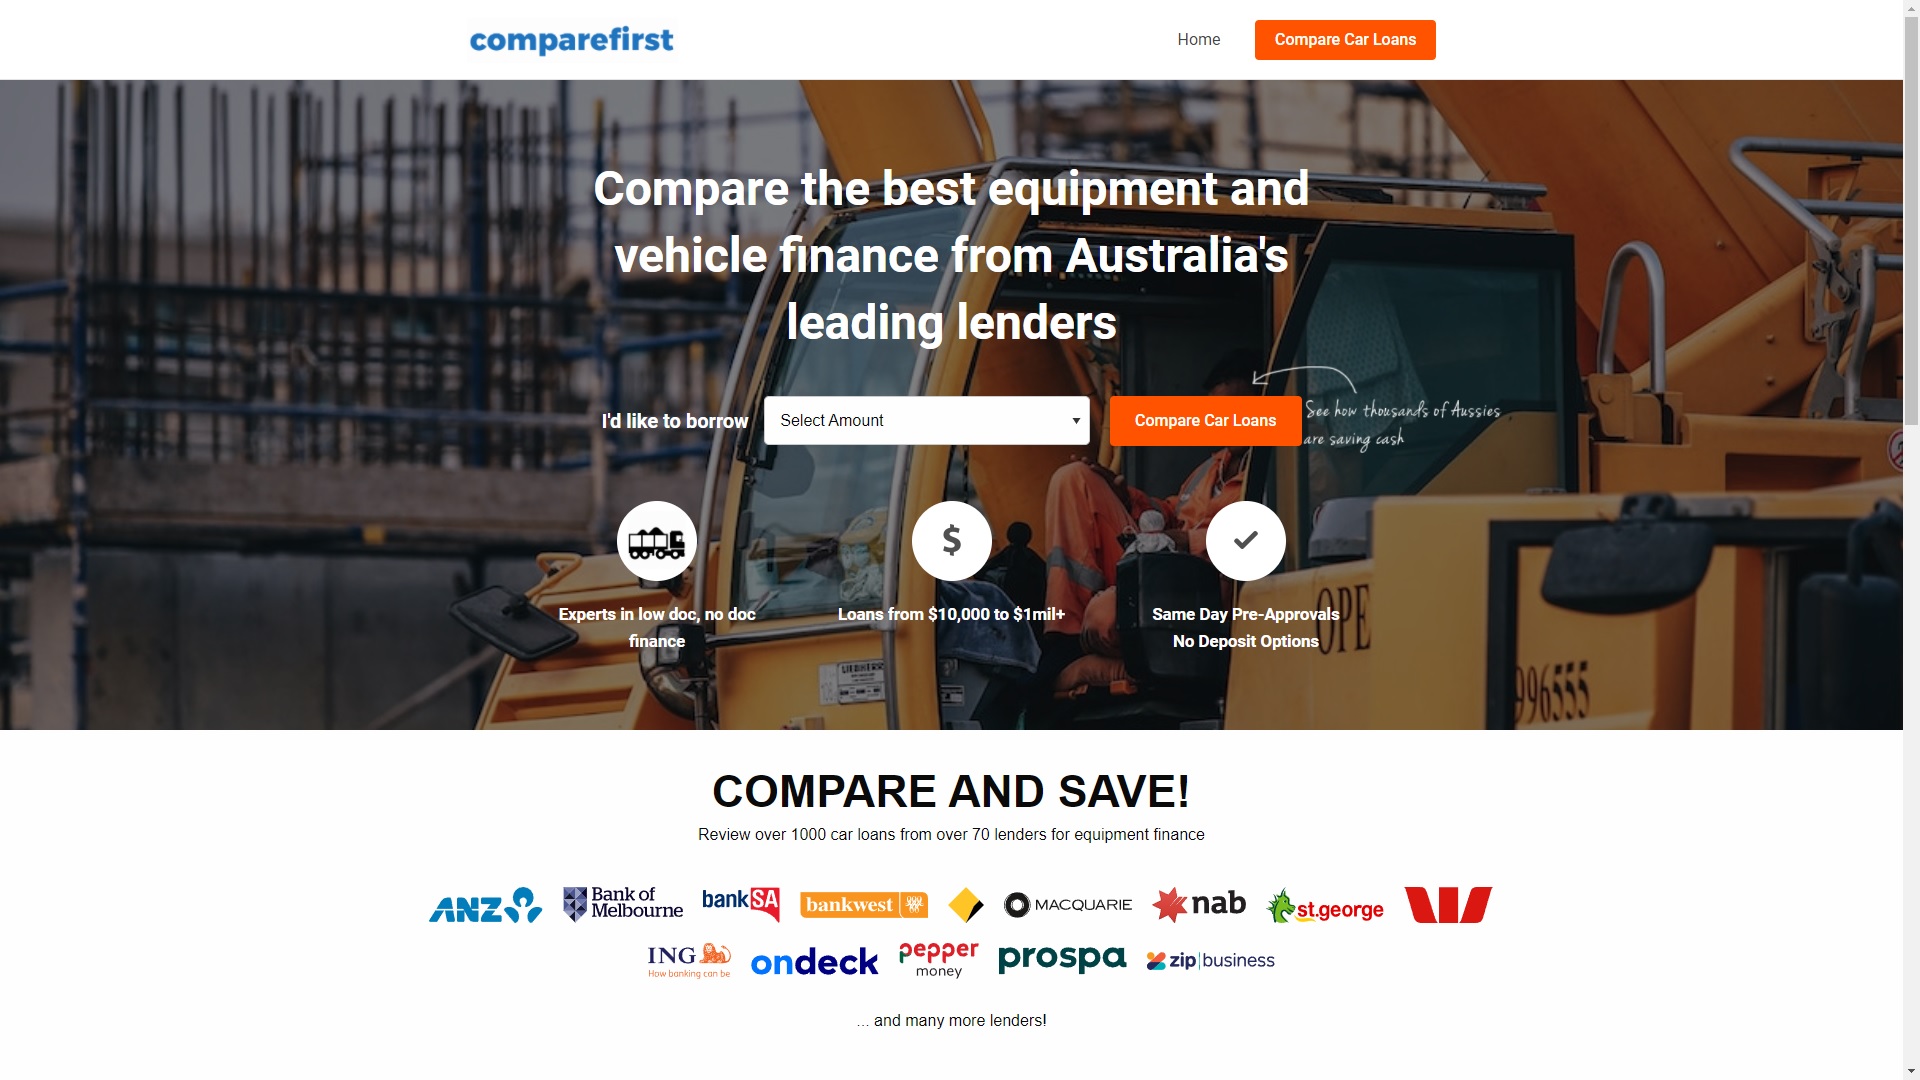 comparefirst
Home
Compare Car Loans
Compare the best equipment and
vehicle finance from Australia's
leading lenders
I'd like to borrow
Select Amount
Compare Car Loans
See how thousands of Aussies
are saving cash
Experts in low doc, no doc
finance
Loans from $10,000 to $1mil+
Same Day Pre-Approvals
No Deposit Options
OPE
996555
LIEBHERR
COMPARE AND SAVE!
Review over 1000 car loans from over 70 lenders for equipment finance
ANZ
Bank of
Melbourne
bankSA
bankwest
MACQUARIE
nab
st.george
ING
How banking can be
ondeck
pepper
money
prospa
zip business
... and many more lenders!